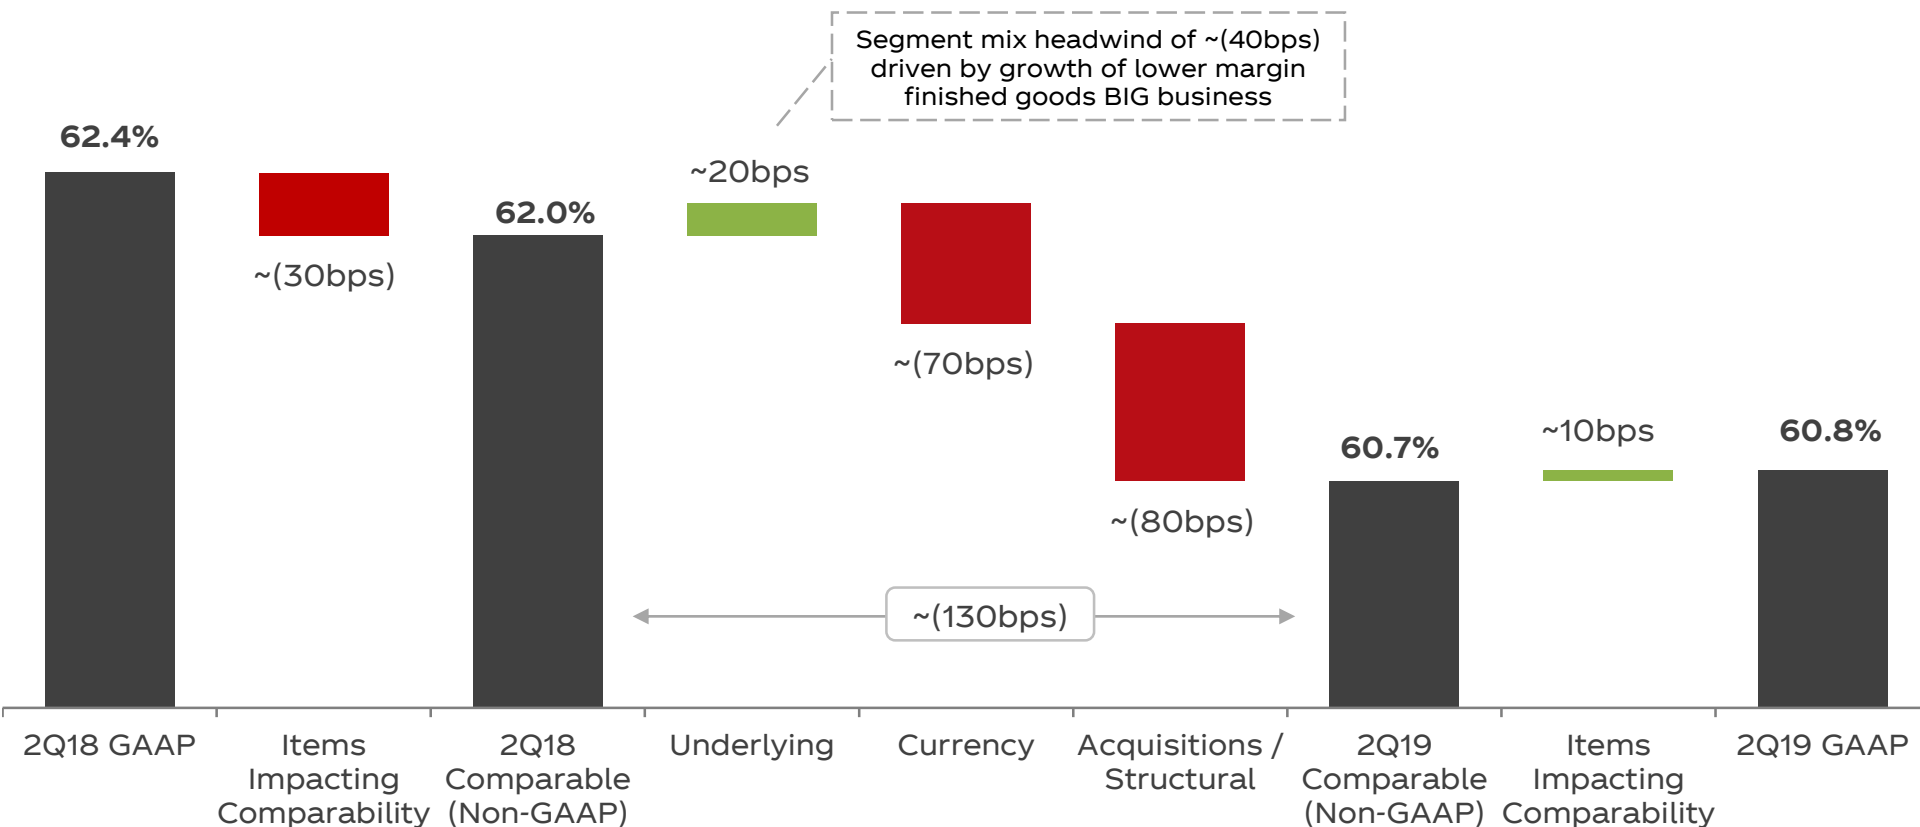 Segment mix headwind of ~(40bps)
driven by growth of lower margin
finished goods BIG business
62.4%
~(30bps)
62.0%
~20bps
~(70bps)
~(80bps)
60.7%
~10bps
60.8%
~(130bps)
2Q18 GAAP
Items
Impacting
Comparability
2Q18
Comparable
(Non-GAAP)
Underlying
Currency
Acquisitions /
Structural
2Q19
Comparable
(Non-GAAP)
Items
Impacting
Comparability
2Q19 GAAP